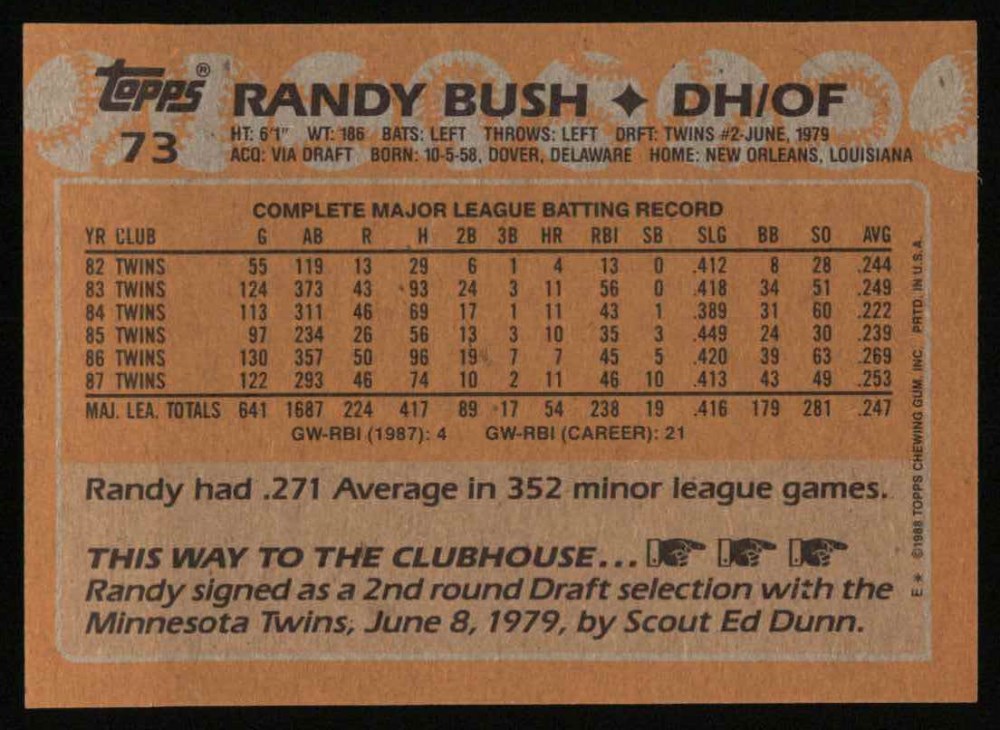 Topps®
73
RANDY BUSH ✦ DH/OF
HT: 6'1" WT: 186 BATS: LEFT THROWS: LEFT DRFT: TWINS #2-JUNE, 1979
ACQ: VIA DRAFT BORN: 10-5-58, DOVER, DELAWARE HOME: NEW ORLEANS, LOUISIANA
COMPLETE MAJOR LEAGUE BATTING RECORD
YR CLUB G AB R H 2B 3B HR RBI SB SLG BB SO AVG
82 TWINS 55 119 13 29 6 1 4 13 0 .412 8 28 .244
83 TWINS 124 373 43 93 24 3 11 56 0 .418 34 51 .249
84 TWINS 113 311 46 69 17 1 11 43 1 .389 31 60 .222
85 TWINS 97 234 26 56 13 3 10 35 3 .449 24 30 .239
86 TWINS 130 357 50 96 19 7 7 45 5 .420 39 63 .269
87 TWINS 122 293 46 74 10 2 11 46 10 .413 43 49 .253
MAJ. LEA. TOTALS 641 1687 224 417 89 17 54 238 19 .416 179 281 .247
GW-RBI (1987): 4 GW-RBI (CAREER): 21
Randy had .271 Average in 352 minor league games.
THIS WAY TO THE CLUBHOUSE...
Randy signed as a 2nd round Draft selection with the
Minnesota Twins, June 8, 1979, by Scout Ed Dunn.
E* ©1988 TOPPS CHEWING GUM, INC. PRTD. IN U.S.A.